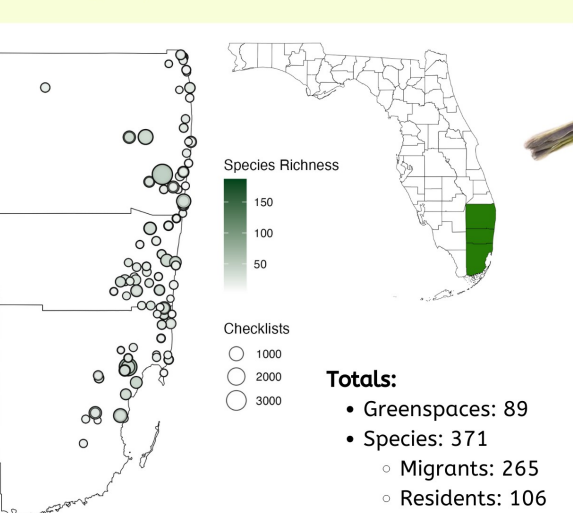 Species Richness
150
100
50
Checklists
1000
2000
3000
Totals:
• Greenspaces: 89
• Species: 371
◦ Migrants: 265
◦ Residents: 106